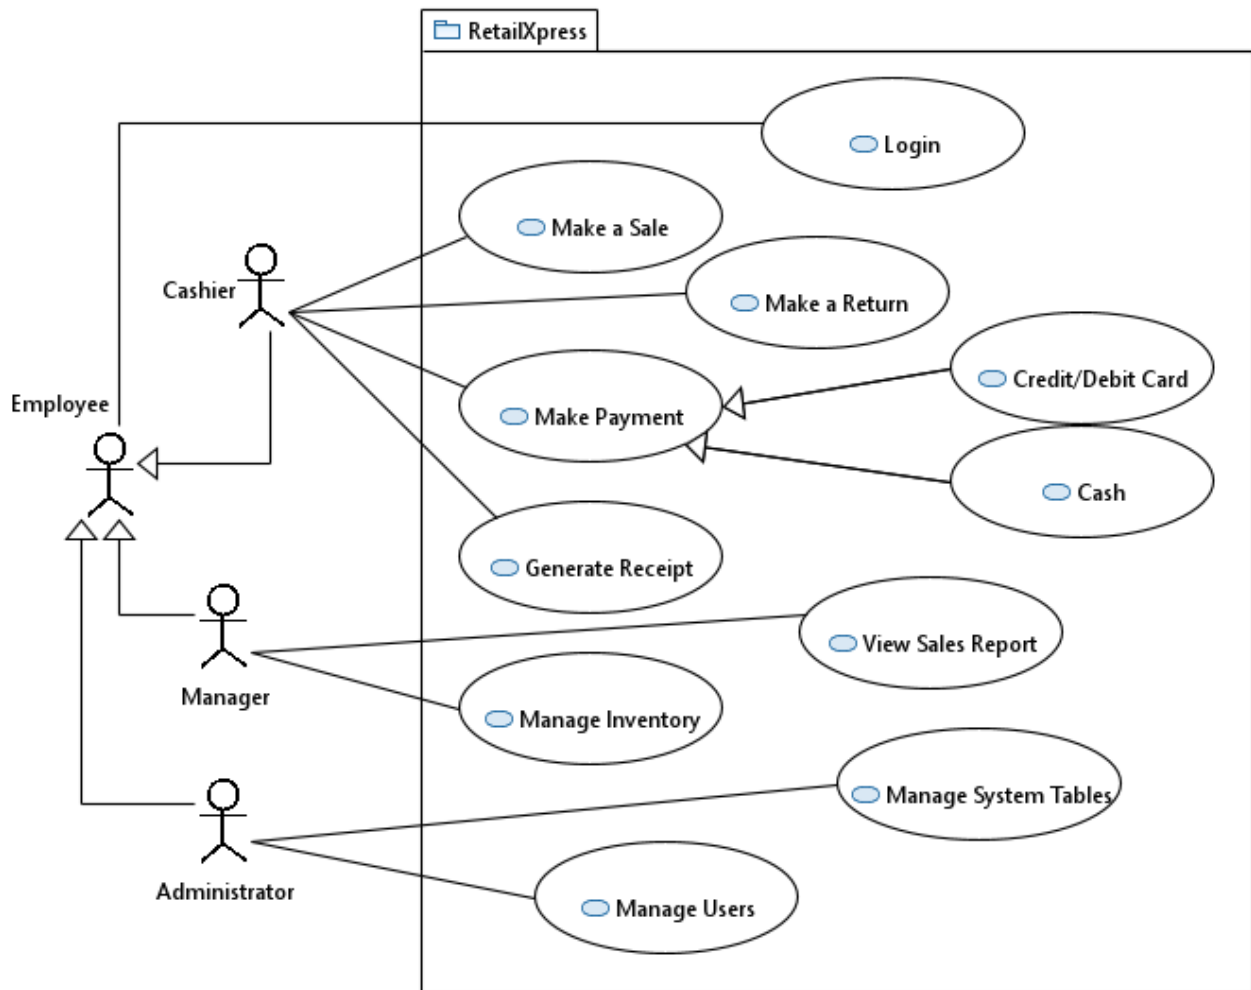 RetailXpress
Login
Make a Sale
Cashier
Make a Return
Credit/Debit Card
Employee
Make Payment
Cash
Generate Receipt
View Sales Report
Manager
Manage Inventory
Manage System Tables
Administrator
Manage Users